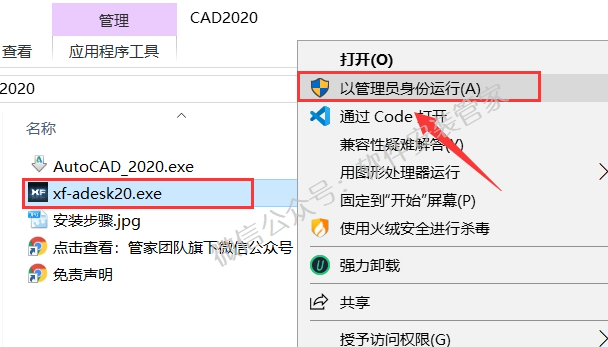 管理
CAD2020
查看
应用程序工具
2020
名称
AutoCAD_2020.exe
xf-adesk20.exe
安装步骤.jpg
点击查看：管家团队旗下微信公众号
免责声明
打开(O)
以管理员身份运行(A)
通过 Code 打开
兼容性疑难解答(Y)
用图形处理器运行
固定到"开始"屏幕(P)
使用火绒安全进行杀毒
强力卸载
共享
授予访问权限(G)
微信公众号：软件安装管家